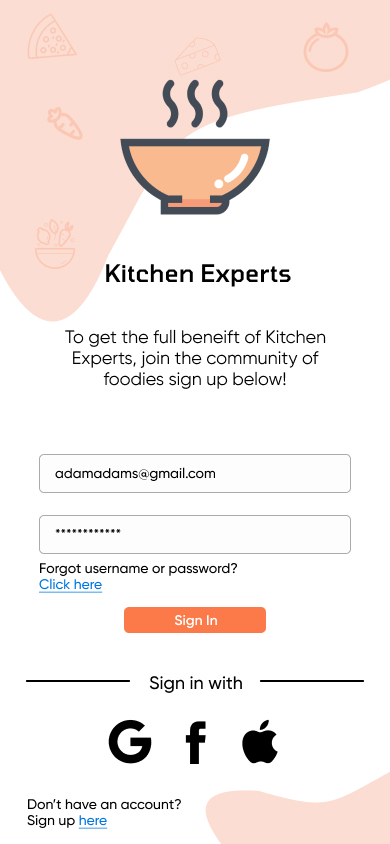 Kitchen Experts
To get the full beneift of Kitchen
Experts, join the community of
foodies sign up below!
adamadams@gmail.com
************
Forgot username or password?
Click here
Sign In
Sign in with
Don’t have an account?
Sign up here